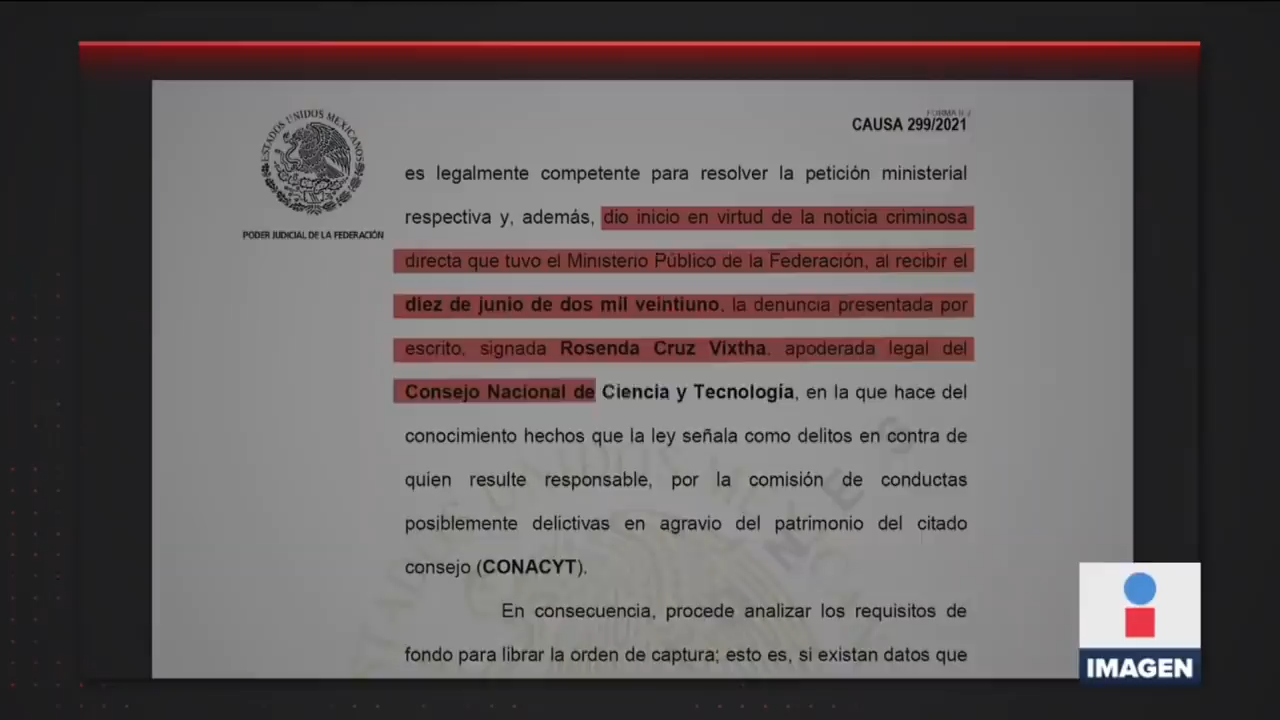 ESTADOS UNIDOS MEXICANOS
PODER JUDICIAL DE LA FEDERACIÓN
CAUSA 299/2021
es legalmente competente para resolver la petición ministerial
respectiva y, además, dio inicio en virtud de la noticia criminosa
directa que tuvo el Ministerio Público de la Federación, al recibir el
diez de junio de dos mil veintiuno, la denuncia presentada por
escrito, signada Rosenda Cruz Vixtha, apoderada legal del
Consejo Nacional de Ciencia y Tecnología, en la que hace del
conocimiento hechos que la ley señala como delitos en contra de
quien resulte responsable, por la comisión de conductas
posiblemente delictivas en agravio del patrimonio del citado
consejo (CONACYT).
En consecuencia, procede analizar los requisitos de
fondo para librar la orden de captura; esto es, si existan datos que
IMAGEN